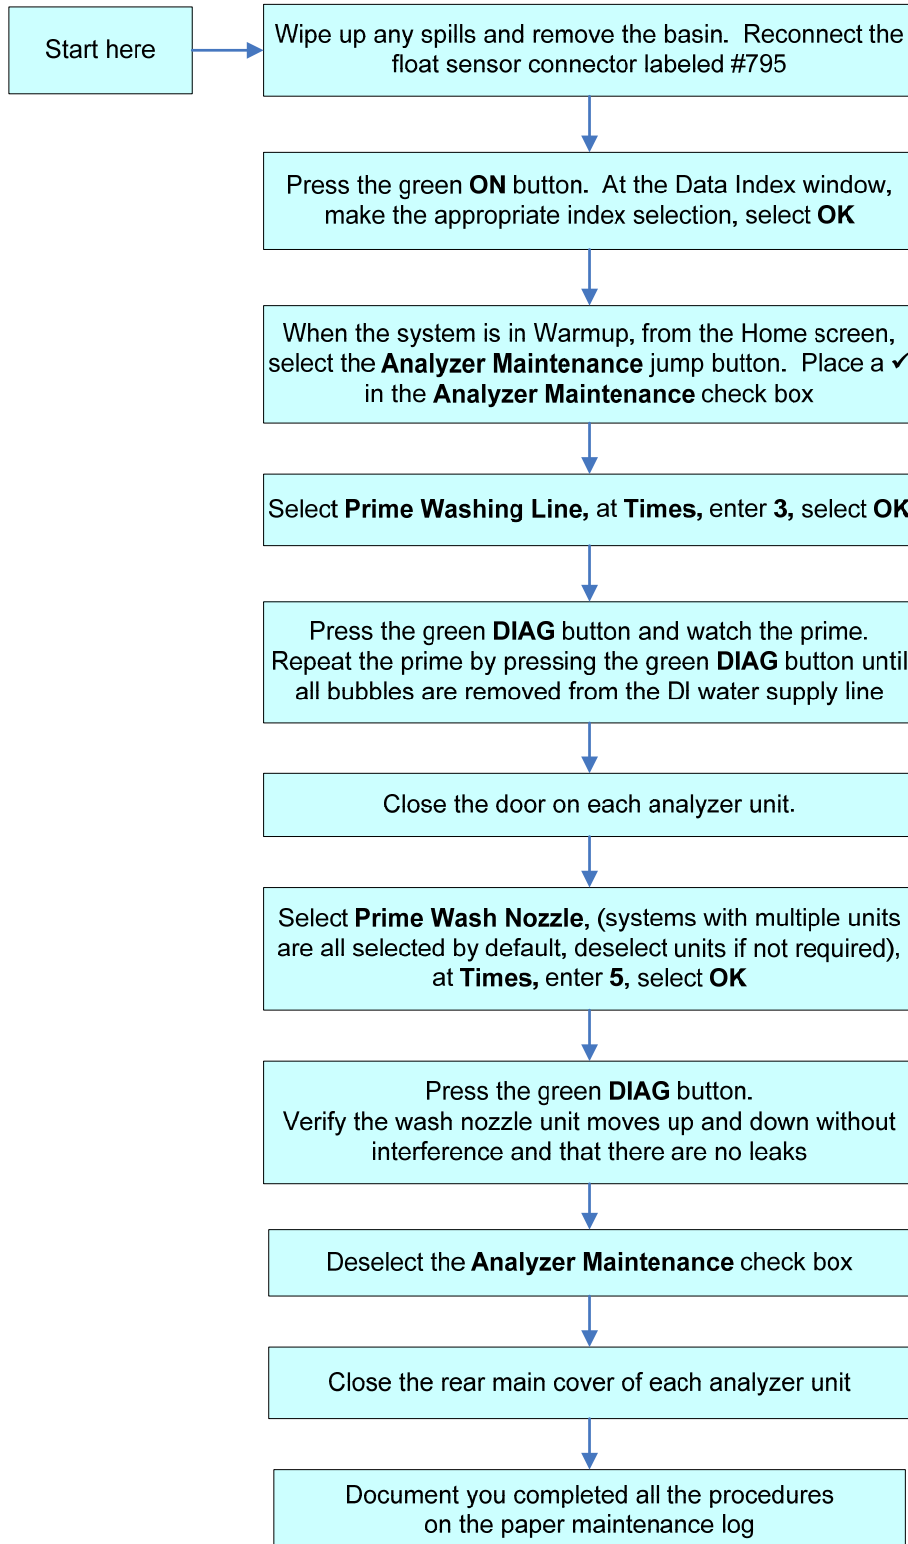 Start here
Wipe up any spills and remove the basin.  Reconnect the
float sensor connector labeled #795
Press the green ON button.  At the Data Index window,
make the appropriate index selection, select OK
When the system is in Warmup, from the Home screen,
select the Analyzer Maintenance jump button.  Place a ✓
in the Analyzer Maintenance check box
Select Prime Washing Line, at Times, enter 3, select OK
Press the green DIAG button and watch the prime.
Repeat the prime by pressing the green DIAG button until
all bubbles are removed from the DI water supply line
Close the door on each analyzer unit.
Select Prime Wash Nozzle, (systems with multiple units
are all selected by default, deselect units if not required),
at Times, enter 5, select OK
Press the green DIAG button.
Verify the wash nozzle unit moves up and down without
interference and that there are no leaks
Deselect the Analyzer Maintenance check box
Close the rear main cover of each analyzer unit
Document you completed all the procedures
on the paper maintenance log